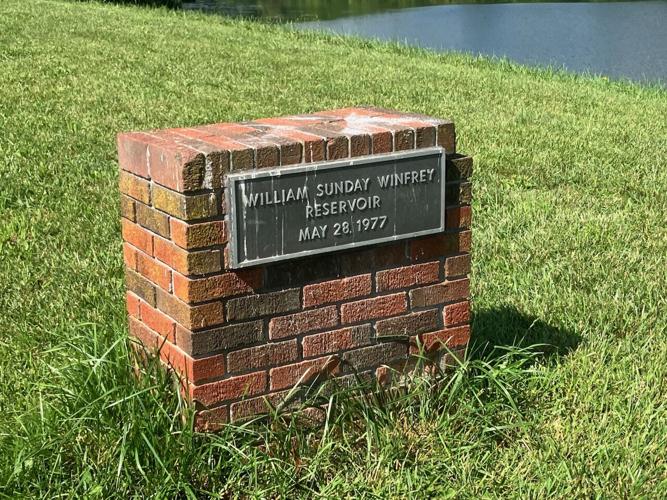 WILLIAM SUNDAY WINFREY
RESERVOIR
MAY 28, 1977